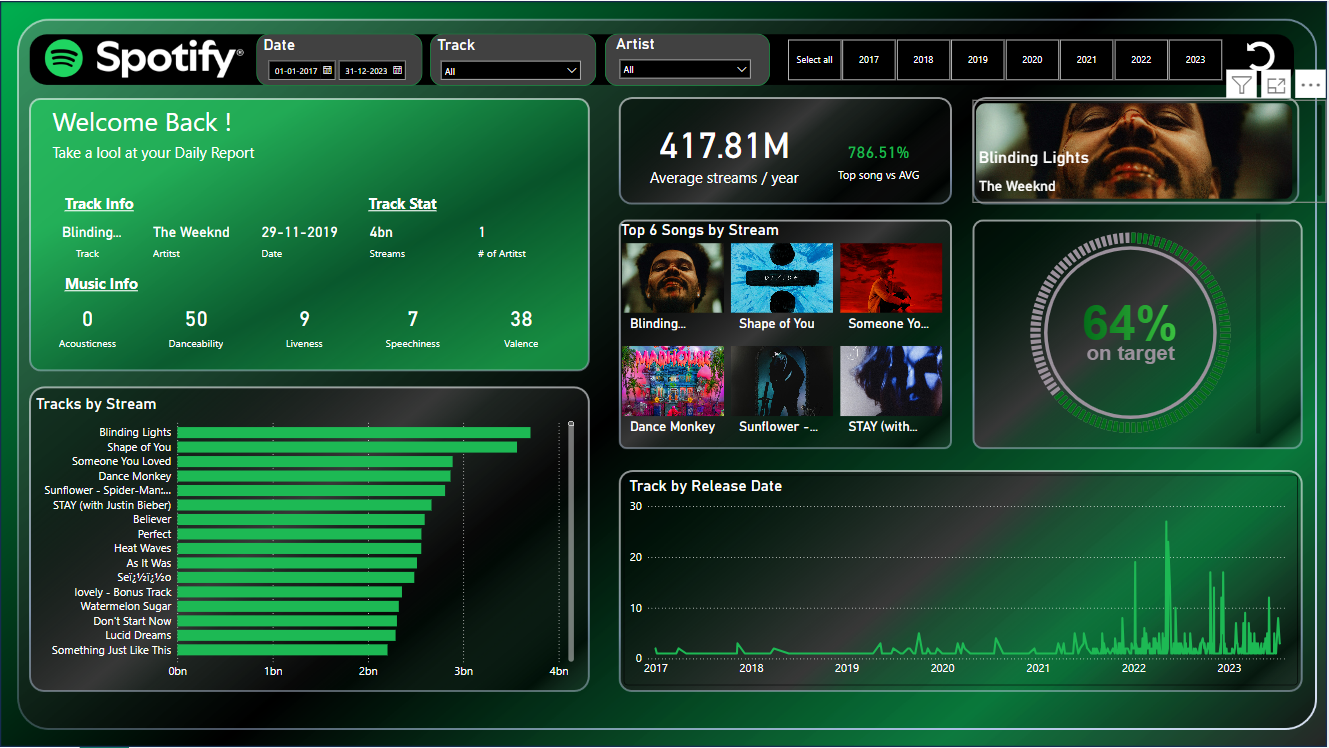 Spotify®
Date
01-01-2017
31-12-2023
Track
All
Artist
All
Select all
2017
2018
2019
2020
2021
2022
2023
Welcome Back !
Take a lool at your Daily Report
Track Info
Track Stat
Blinding...
The Weeknd
29-11-2019
4bn
1
Track
Artitst
Date
Streams
# of Artitst
Music Info
0
50
9
7
38
Acousticness
Danceability
Liveness
Speechiness
Valence
417.81M
Average streams / year
786.51%
Top song vs AVG
Blinding Lights
The Weeknd
Top 6 Songs by Stream
Blinding...
Shape of You
Someone Yo...
MADHOUSE
Dance Monkey
Sunflower -...
STAY (with...
64%
on target
Tracks by Stream
Blinding Lights
Shape of You
Someone You Loved
Dance Monkey
Sunflower - Spider-Man:...
STAY (with Justin Bieber)
Believer
Perfect
Heat Waves
As It Was
Seï¿½ï¿½o
lovely - Bonus Track
Watermelon Sugar
Don't Start Now
Lucid Dreams
Something Just Like This
0bn
1bn
2bn
3bn
4bn
Track by Release Date
30
20
10
0
2017
2018
2019
2020
2021
2022
2023